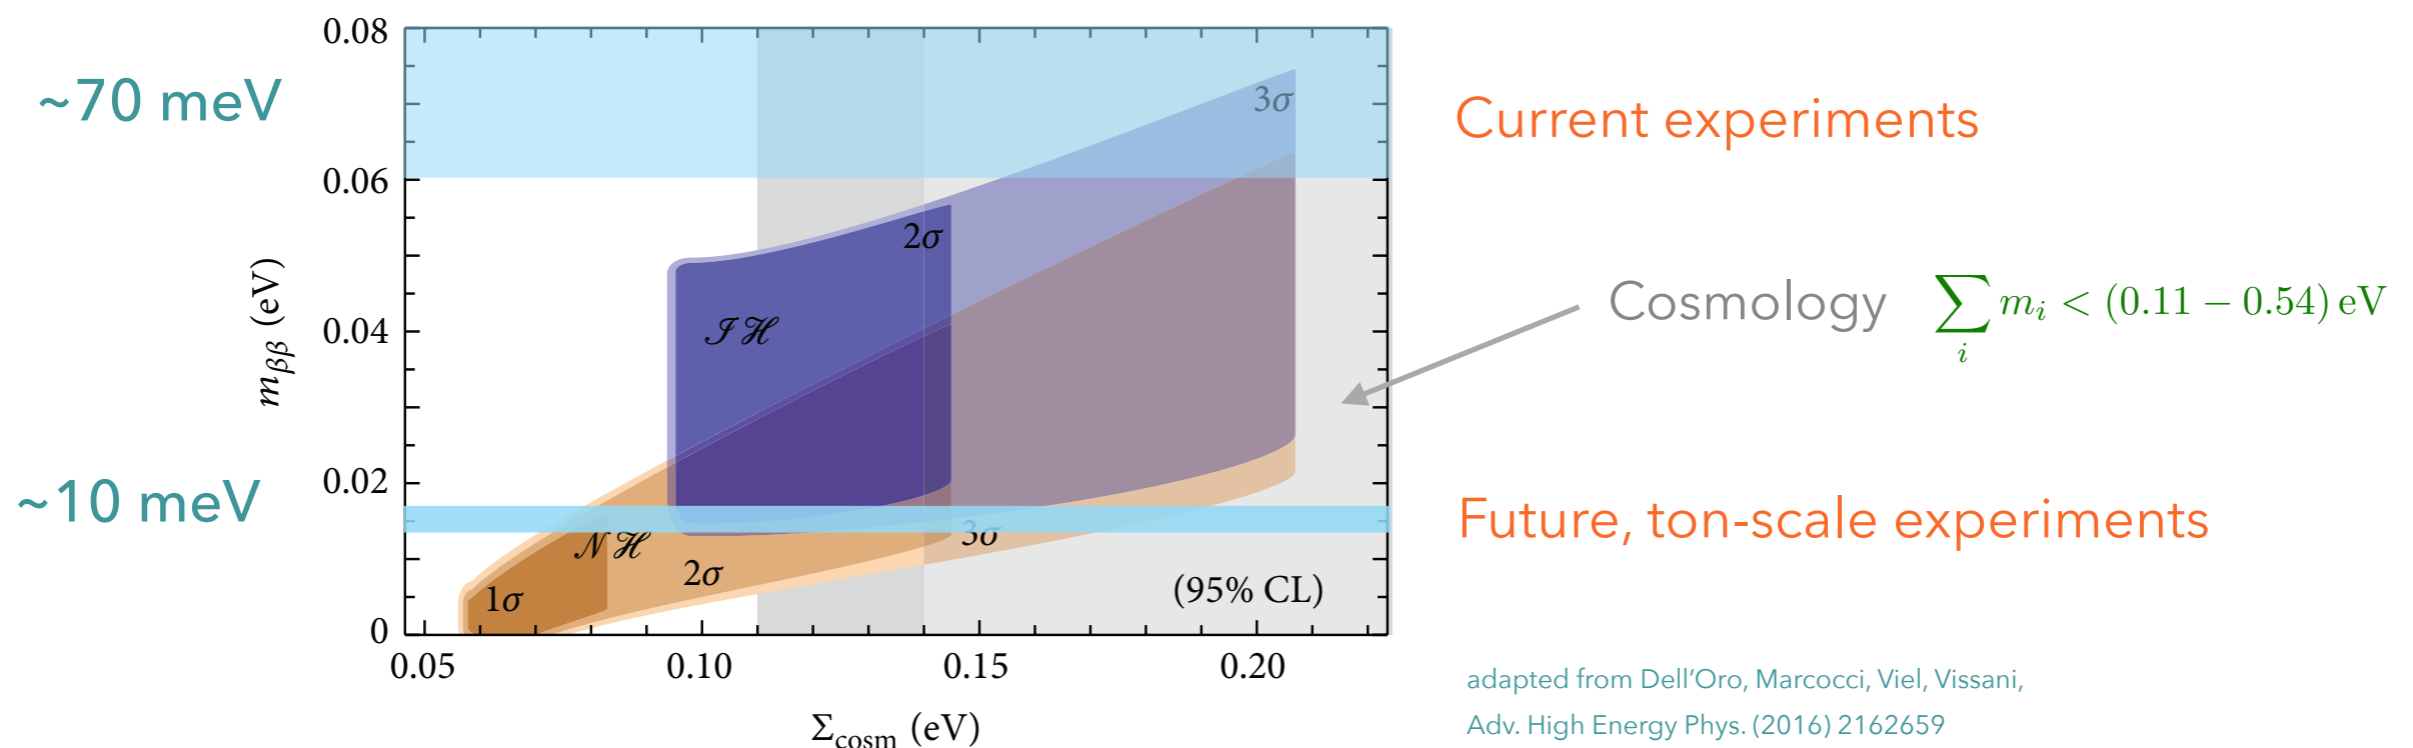 0.08
~70 meV
3σ
Current experiments
0.06
2σ
Cosmology ∑ᵢ mᵢ < (0.11 − 0.54) eV
m_ββ (eV)
0.04
ℐℋ
0.02
~10 meV
Future, ton-scale experiments
3σ
𝒩ℋ
2σ
1σ
(95% CL)
0
0.05 0.10 0.15 0.20
Σ_cosm (eV)
adapted from Dell'Oro, Marcocci, Viel, Vissani,
Adv. High Energy Phys. (2016) 2162659